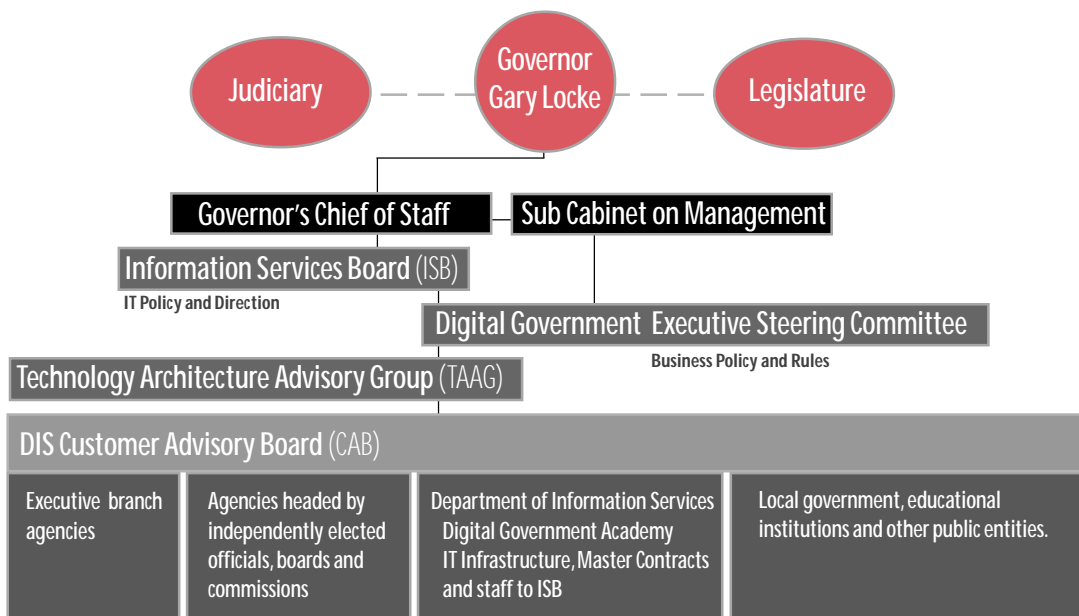 Judiciary
Governor
Gary Locke
Legislature
Governor's Chief of Staff
Sub Cabinet on Management
Information Services Board (ISB)
IT Policy and Direction
Digital Government Executive Steering Committee
Business Policy and Rules
Technology Architecture Advisory Group (TAAG)
DIS Customer Advisory Board (CAB)
Executive branch
agencies
Agencies headed by
independently elected
officials, boards and
commissions
Department of Information Services
Digital Government Academy
IT Infrastructure, Master Contracts
and staff to ISB
Local government, educational
institutions and other public entities.